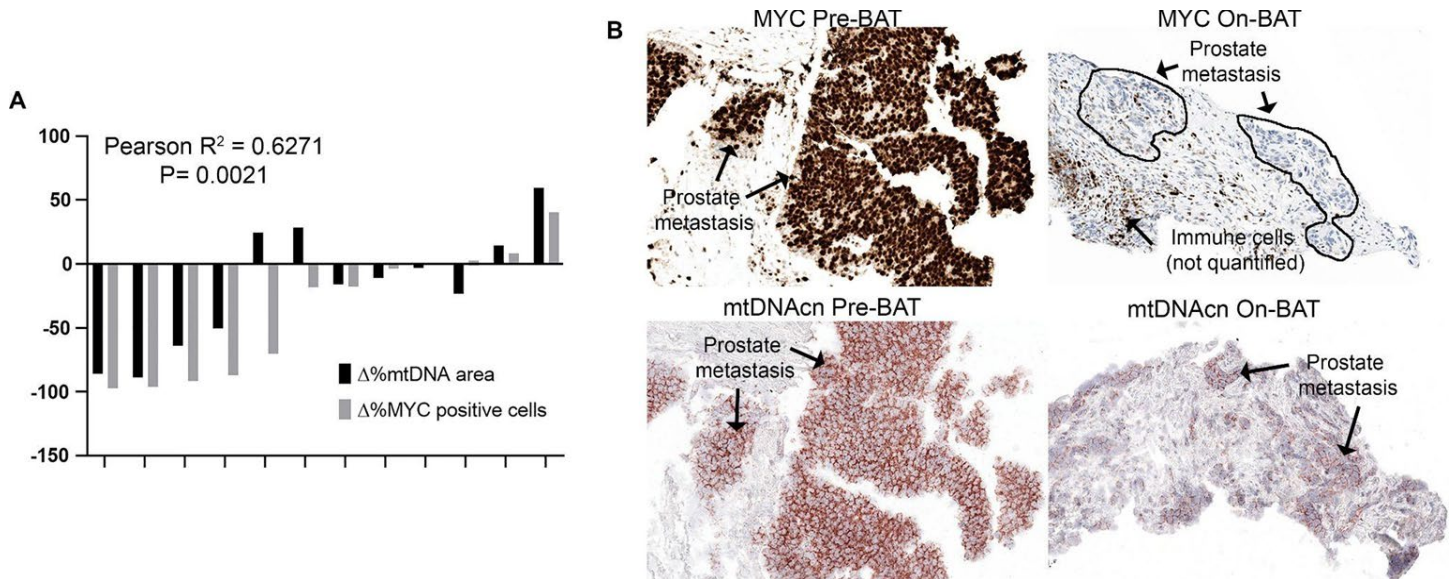 A
100
50
0
-50
-100
-150
Pearson R² = 0.6271
P= 0.0021
Δ%mtDNA area
Δ%MYC positive cells
B
MYC Pre-BAT
Prostate
metastasis
MYC On-BAT
Prostate
metastasis
Immune cells
(not quantified)
mtDNAcn Pre-BAT
Prostate
metastasis
mtDNAcn On-BAT
Prostate
metastasis